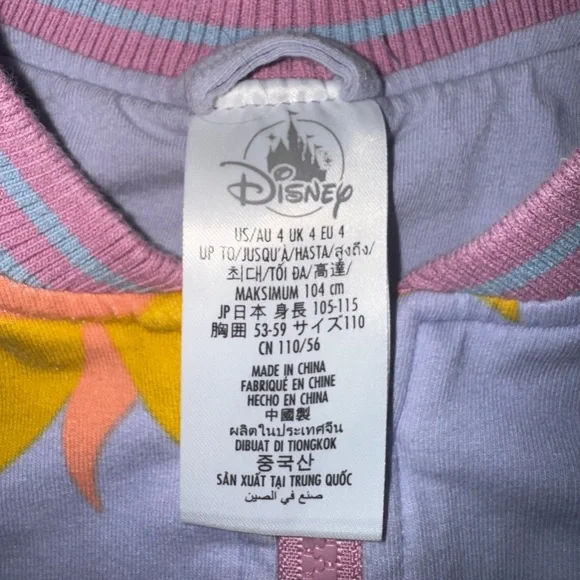 Disney
US/AU 4 UK 4 EU 4
UP TO/JUSQU'À/HASTA/สูงถึง/
최대/TỐI ĐA/高達/
MAKSIMUM 104 cm
JP日本 身長 105-115
胸囲 53-59 サイズ110
CN 110/56
MADE IN CHINA
FABRIQUÉ EN CHINE
HECHO EN CHINA
中國製
ผลิตในประเทศจีน
DIBUAT DI TIONGKOK
중국산
SẢN XUẤT TẠI TRUNG QUỐC
صنع في الصين